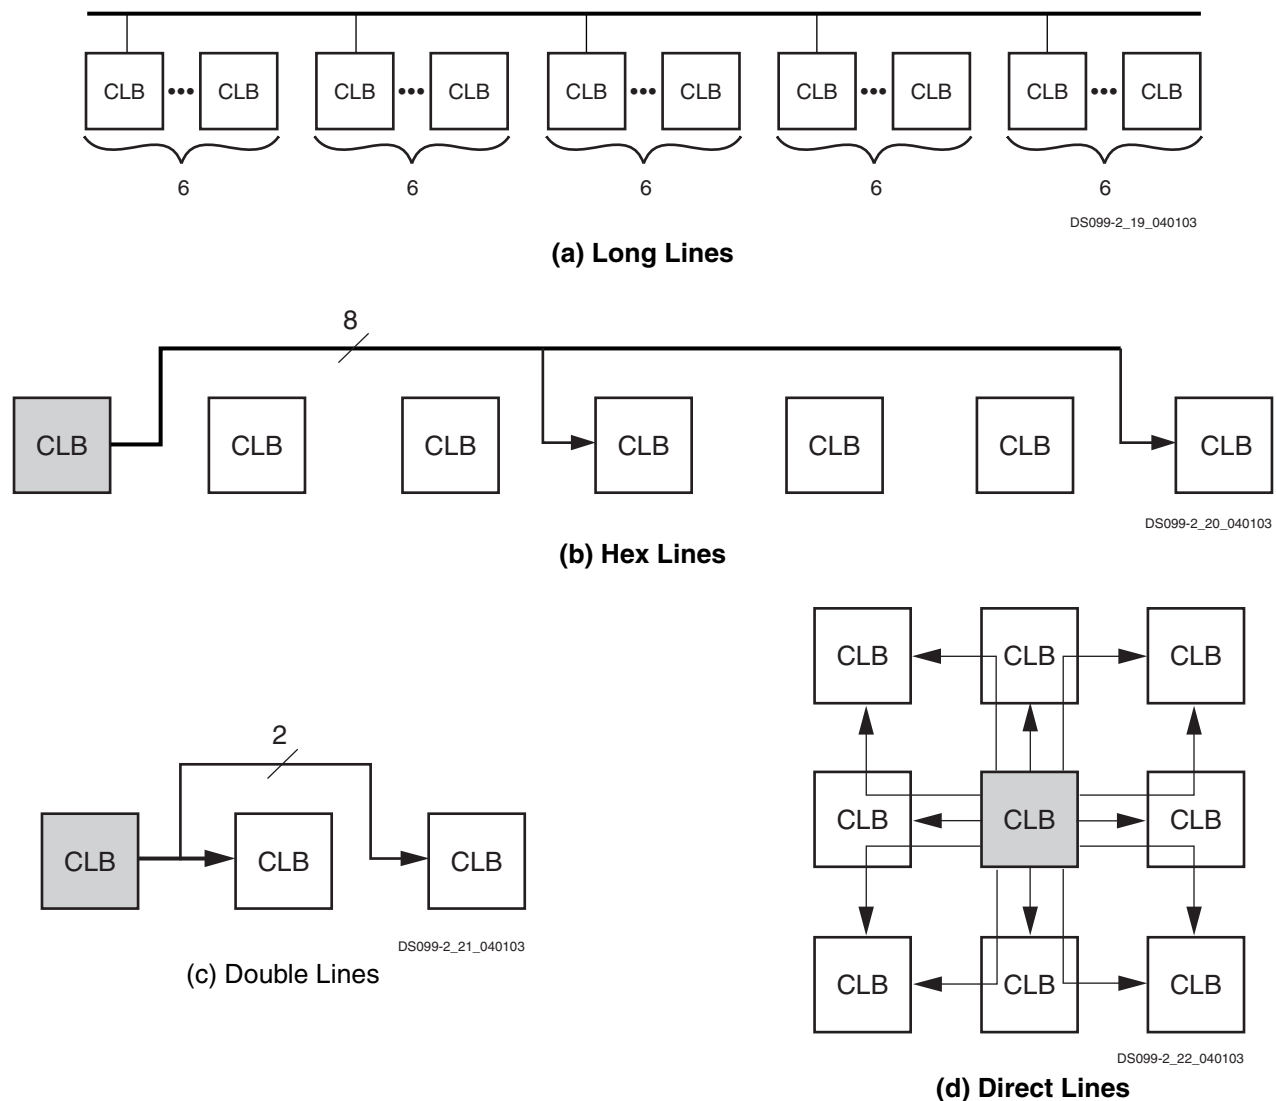 CLB ••• CLB CLB ••• CLB CLB ••• CLB CLB ••• CLB CLB ••• CLB
6 6 6 6 6
DS099-2_19_040103
(a) Long Lines
8
CLB CLB CLB CLB CLB CLB CLB
DS099-2_20_040103
(b) Hex Lines
2
CLB CLB CLB
DS099-2_21_040103
(c) Double Lines
CLB CLB CLB
CLB CLB CLB
CLB CLB CLB
DS099-2_22_040103
(d) Direct Lines